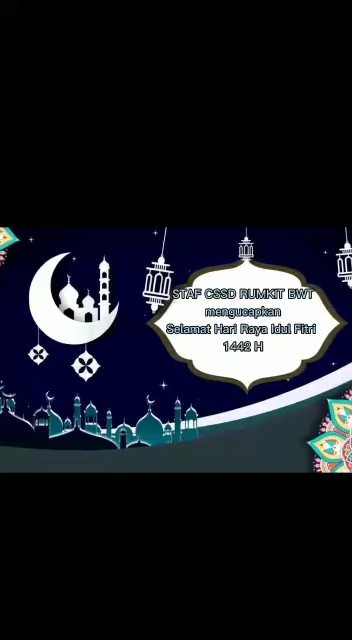 STAF CSSD RUMKIT BWT
mengucapkan
Selamat Hari Raya Idul Fitri
1442 H